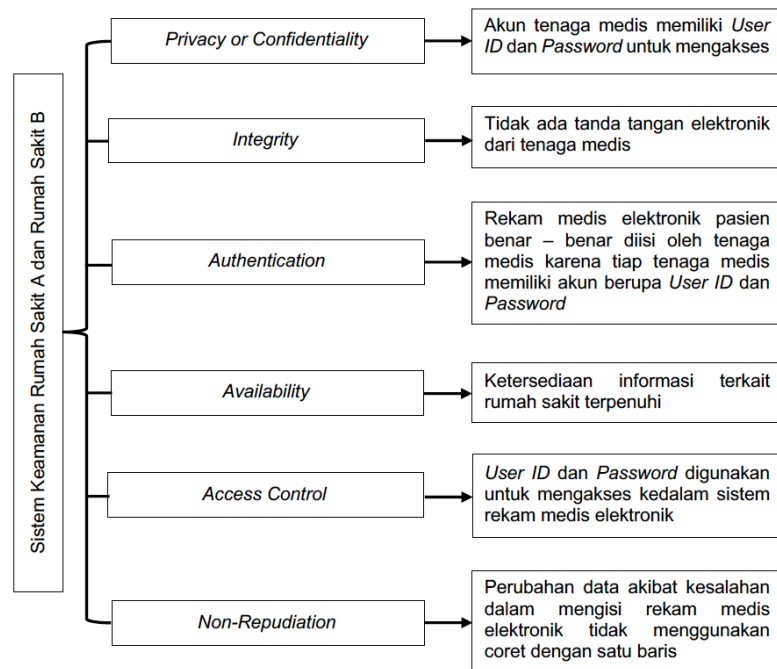 Sistem Keamanan Rumah Sakit A dan Rumah Sakit B
Privacy or Confidentiality
Akun tenaga medis memiliki User
ID dan Password untuk mengakses
Integrity
Tidak ada tanda tangan elektronik
dari tenaga medis
Authentication
Rekam medis elektronik pasien
benar – benar diisi oleh tenaga
medis karena tiap tenaga medis
memiliki akun berupa User ID dan
Password
Availability
Ketersediaan informasi terkait
rumah sakit terpenuhi
Access Control
User ID dan Password digunakan
untuk mengakses kedalam sistem
rekam medis elektronik
Non-Repudiation
Perubahan data akibat kesalahan
dalam mengisi rekam medis
elektronik tidak menggunakan
coret dengan satu baris